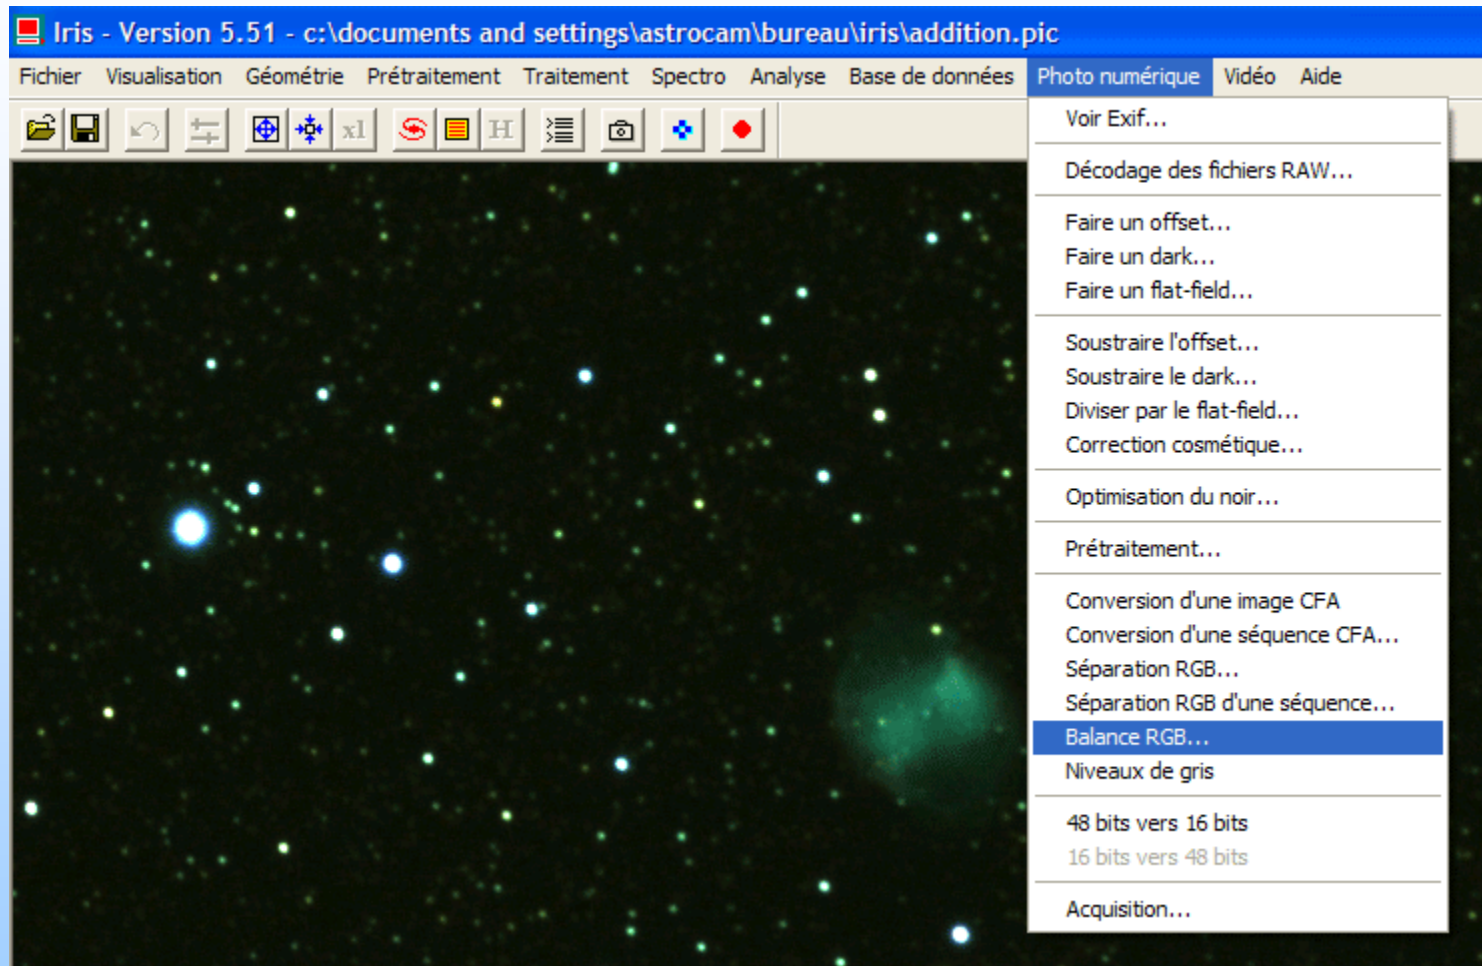 Iris - Version 5.51 - c:\documents and settings\astrocam\bureau\iris\addition.pic
Fichier Visualisation Géométrie Prétraitement Traitement Spectro Analyse Base de données Photo numérique Vidéo Aide
x1 H
Voir Exif...
Décodage des fichiers RAW...
Faire un offset...
Faire un dark...
Faire un flat-field...
Soustraire l'offset...
Soustraire le dark...
Diviser par le flat-field...
Correction cosmétique...
Optimisation du noir...
Prétraitement...
Conversion d'une image CFA
Conversion d'une séquence CFA...
Séparation RGB...
Séparation RGB d'une séquence...
Balance RGB...
Niveaux de gris
48 bits vers 16 bits
16 bits vers 48 bits
Acquisition...